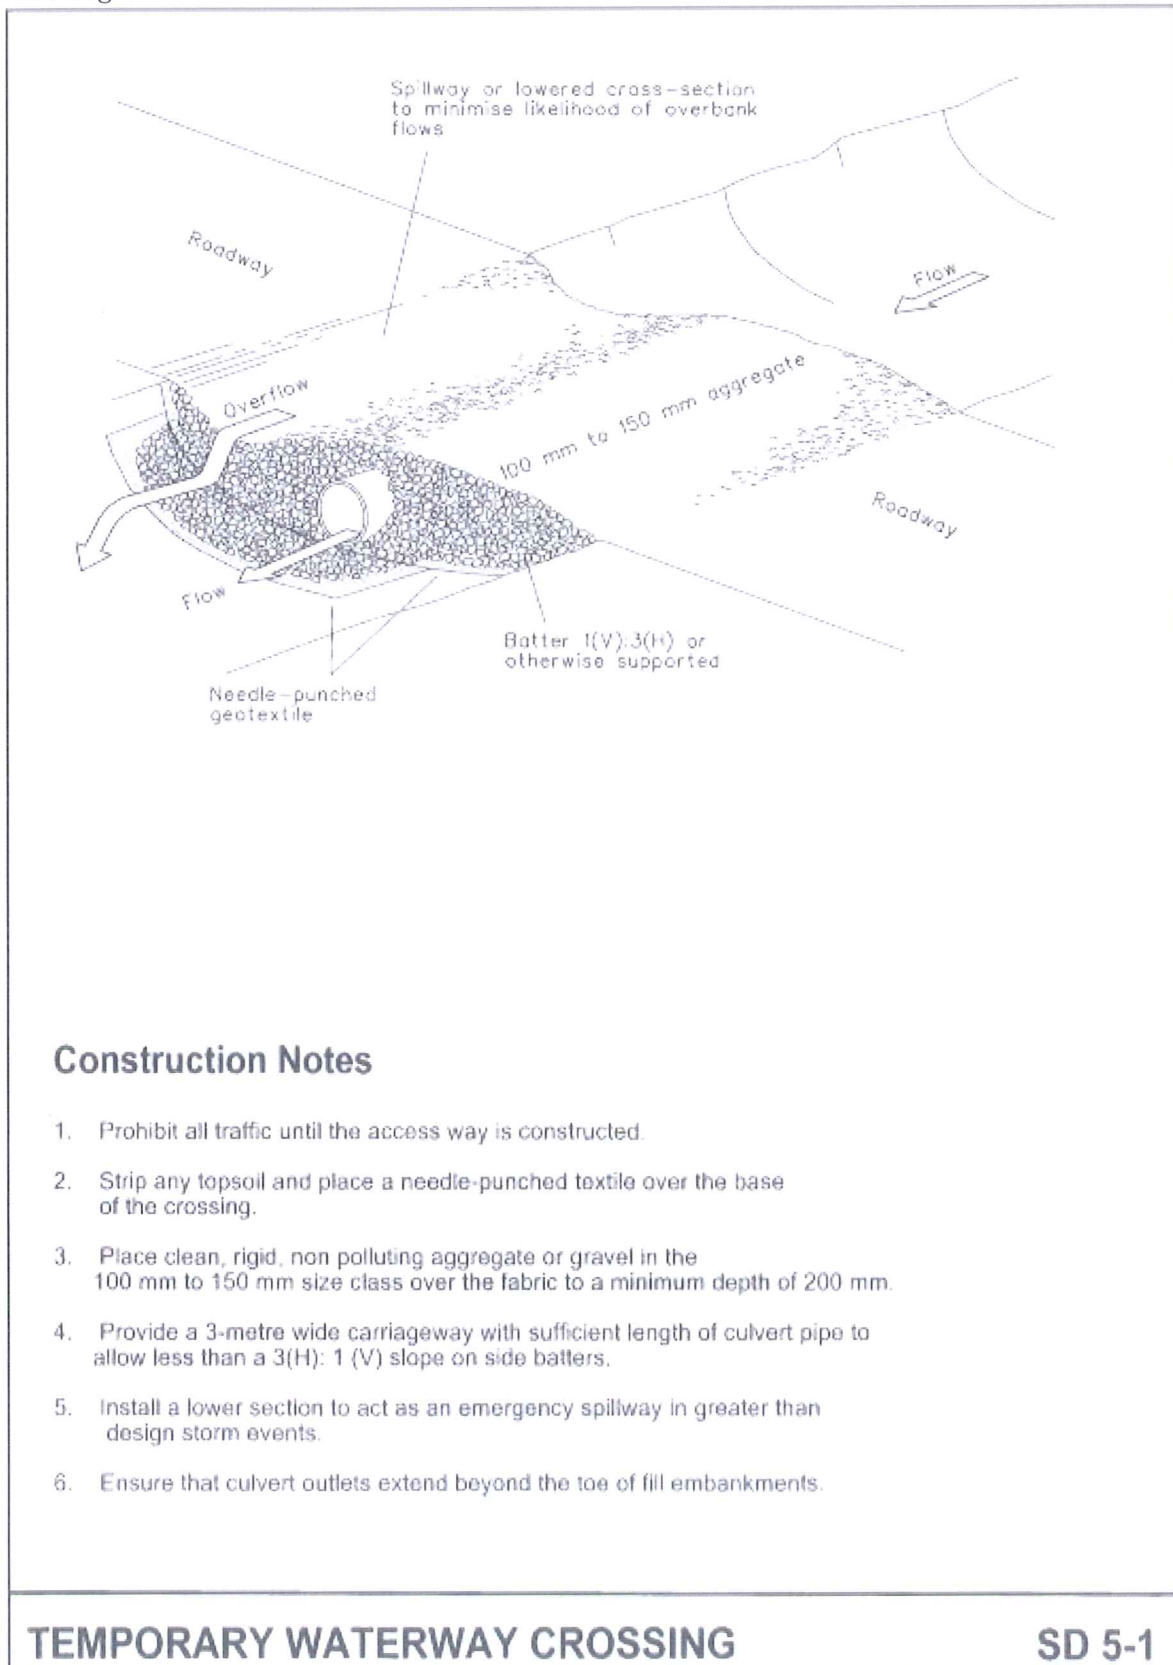 Spillway or lowered cross-section
to minimise likelihood of overbank
flows
Roadway
Flow
Overflow
100 mm to 150 mm aggregate
Roadway
Flow
Batter 1(V):3(H) or
otherwise supported
Needle-punched
geotextile
Construction Notes
1. Prohibit all traffic until the access way is constructed.
2. Strip any topsoil and place a needle-punched textile over the base
of the crossing.
3. Place clean, rigid, non polluting aggregate or gravel in the
100 mm to 150 mm size class over the fabric to a minimum depth of 200 mm.
4. Provide a 3-metre wide carriageway with sufficient length of culvert pipe to
allow less than a 3(H): 1 (V) slope on side batters.
5. Install a lower section to act as an emergency spillway in greater than
design storm events.
6. Ensure that culvert outlets extend beyond the toe of fill embankments.
TEMPORARY WATERWAY CROSSING SD 5-1